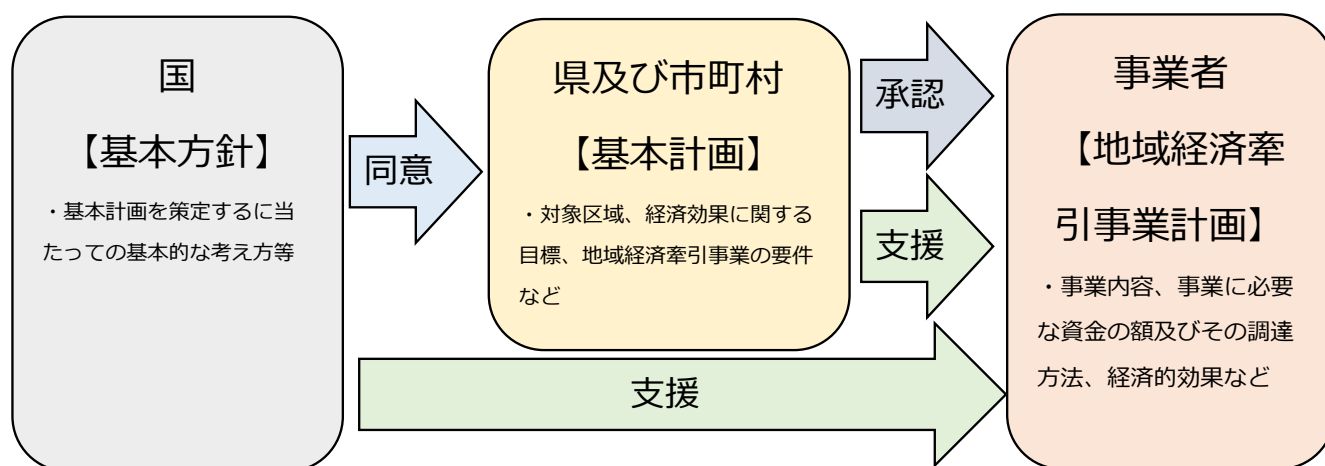 国
【基本方針】
・基本計画を策定するに当
たっての基本的な考え方等
同意
県及び市町村
【基本計画】
・対象区域、経済効果に関する
目標、地域経済牽引事業の要件
など
承認
支援
支援
事業者
【地域経済牽
引事業計画】
・事業内容、事業に必要
な資金の額及びその調達
方法、経済的効果など